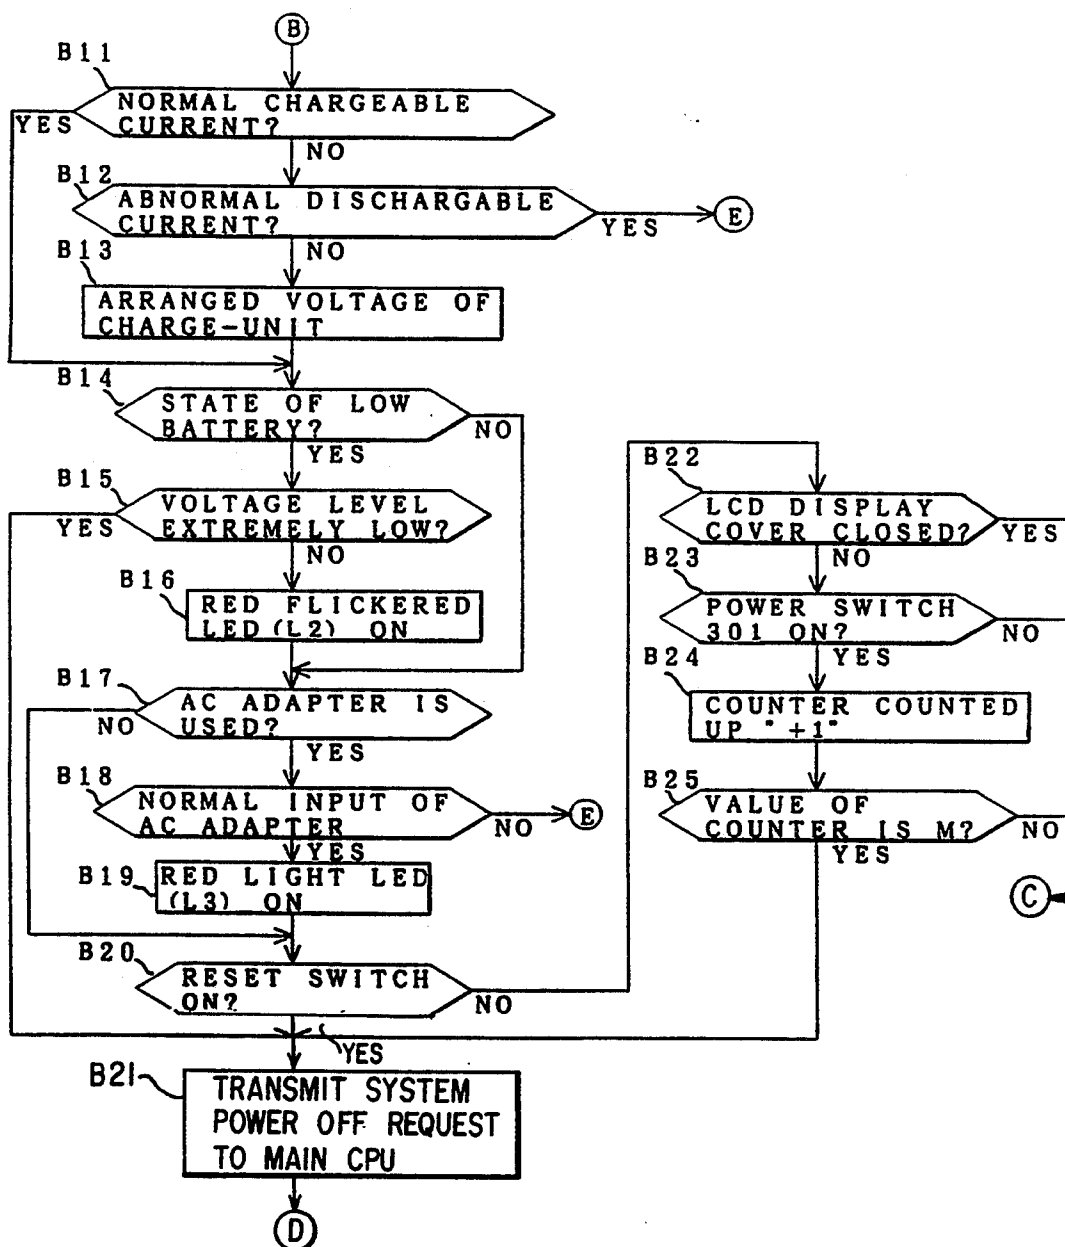 B
B11
NORMAL CHARGEABLE
CURRENT?
YES
NO
B12
ABNORMAL DISCHARGABLE
CURRENT?
YES
E
NO
B13
ARRANGED VOLTAGE OF
CHARGE-UNIT
B14
STATE OF LOW
BATTERY?
NO
YES
B15
VOLTAGE LEVEL
EXTREMELY LOW?
YES
NO
B16
RED FLICKERED
LED (L2) ON
B17
AC ADAPTER IS
USED?
NO
YES
B18
NORMAL INPUT OF
AC ADAPTER
NO
E
YES
B19
RED LIGHT LED
(L3) ON
B20
RESET SWITCH
ON?
NO
YES
B21
TRANSMIT SYSTEM
POWER OFF REQUEST
TO MAIN CPU
D
B22
LCD DISPLAY
COVER CLOSED?
YES
NO
B23
POWER SWITCH
301 ON?
NO
YES
B24
COUNTER COUNTED
UP "+1"
B25
VALUE OF
COUNTER IS M?
NO
YES
C